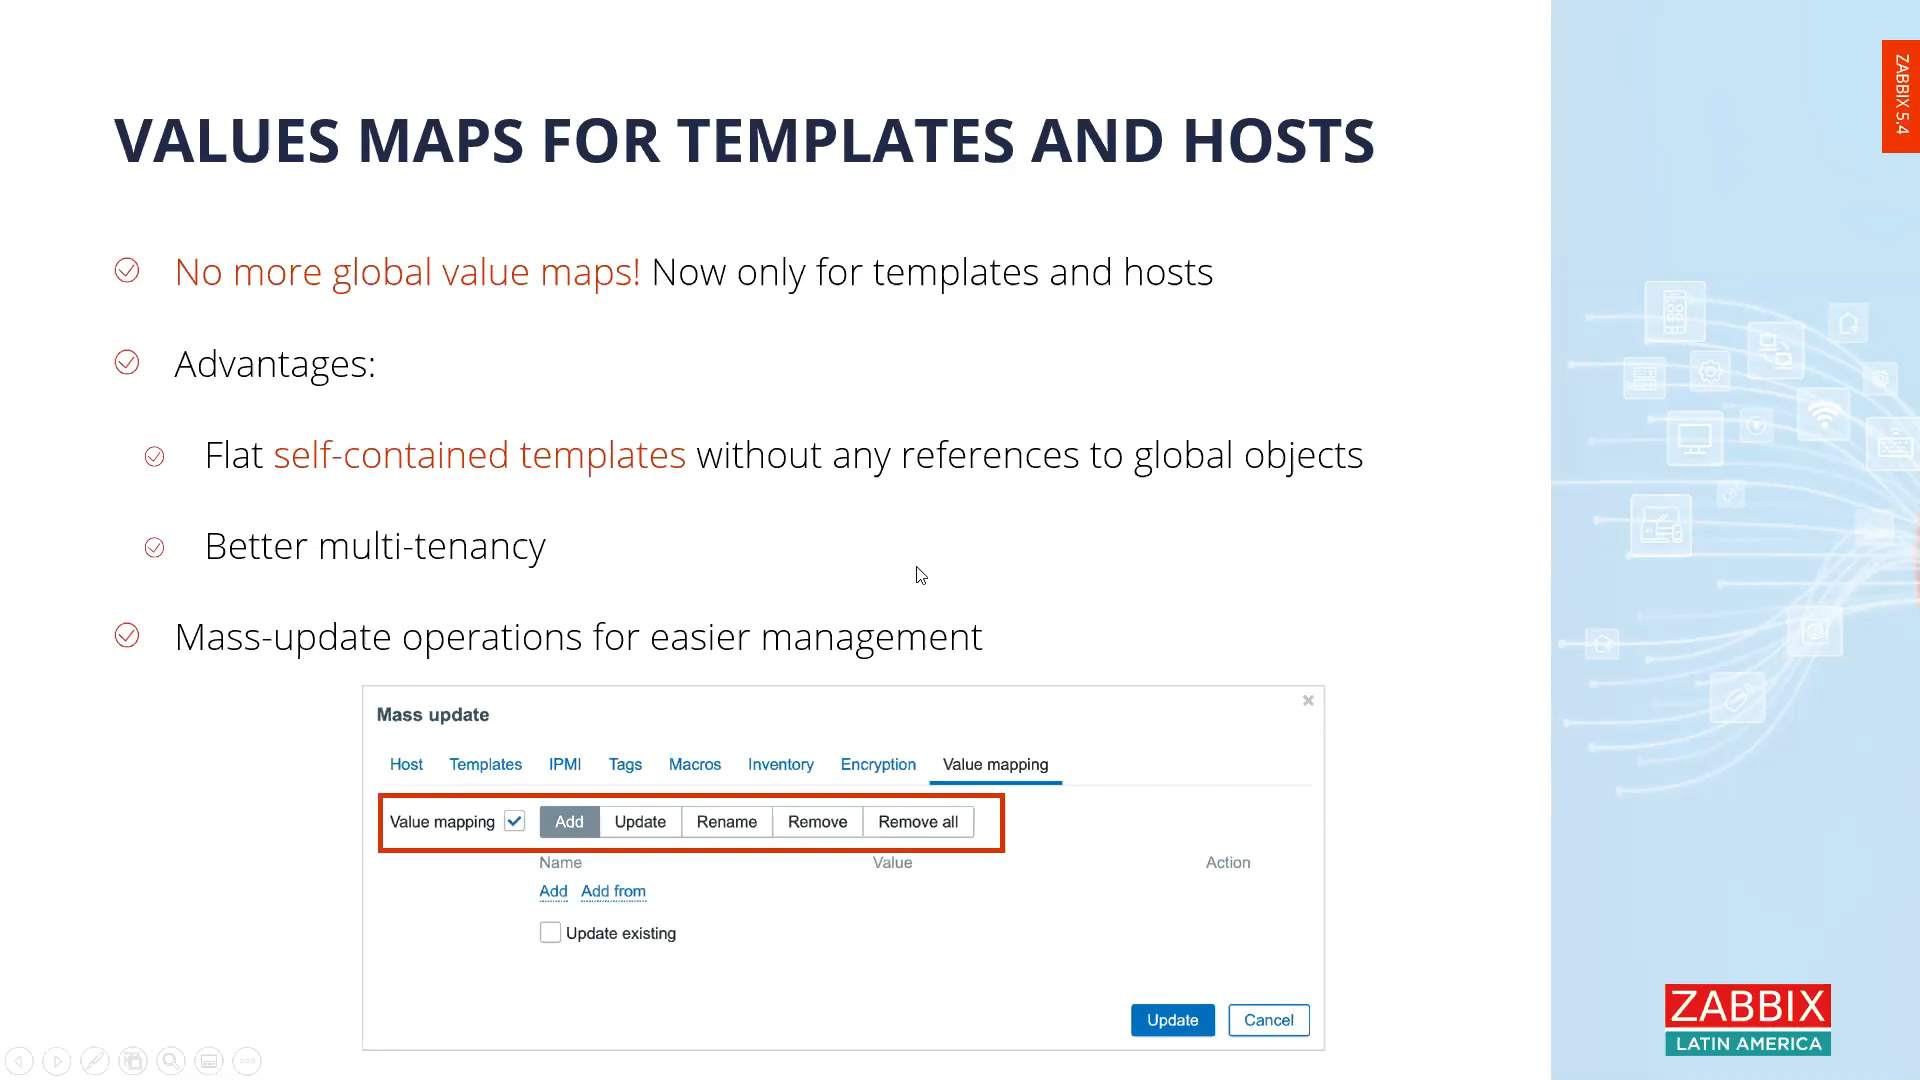 ZABBIX 5.4
VALUES MAPS FOR TEMPLATES AND HOSTS
No more global value maps! Now only for templates and hosts
Advantages:
Flat self-contained templates without any references to global objects
Better multi-tenancy
Mass-update operations for easier management
Mass update
Host Templates IPMI Tags Macros Inventory Encryption Value mapping
Value mapping Add Update Rename Remove Remove all
Name Value Action
Add Add from
Update existing
Update Cancel
ZABBIX
LATIN AMERICA